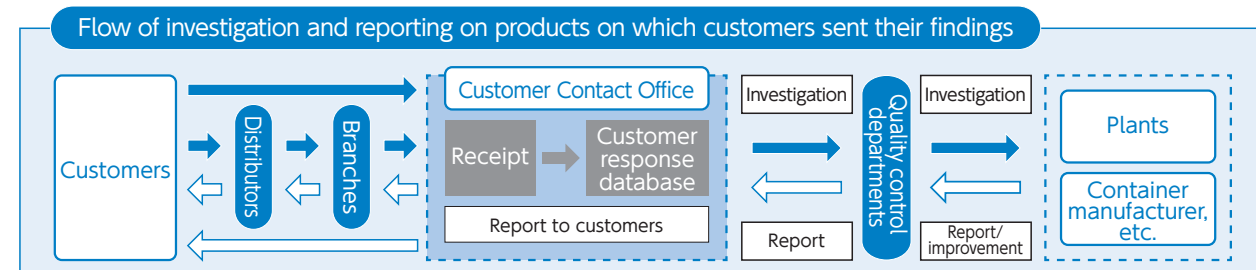 Flow of investigation and reporting on products on which customers sent their findings
Customers
Distributors
Branches
Customer Contact Office
Receipt
Customer
response
database
Report to customers
Investigation
Report
Quality control
departments
Investigation
Report/
improvement
Plants
Container
manufacturer,
etc.